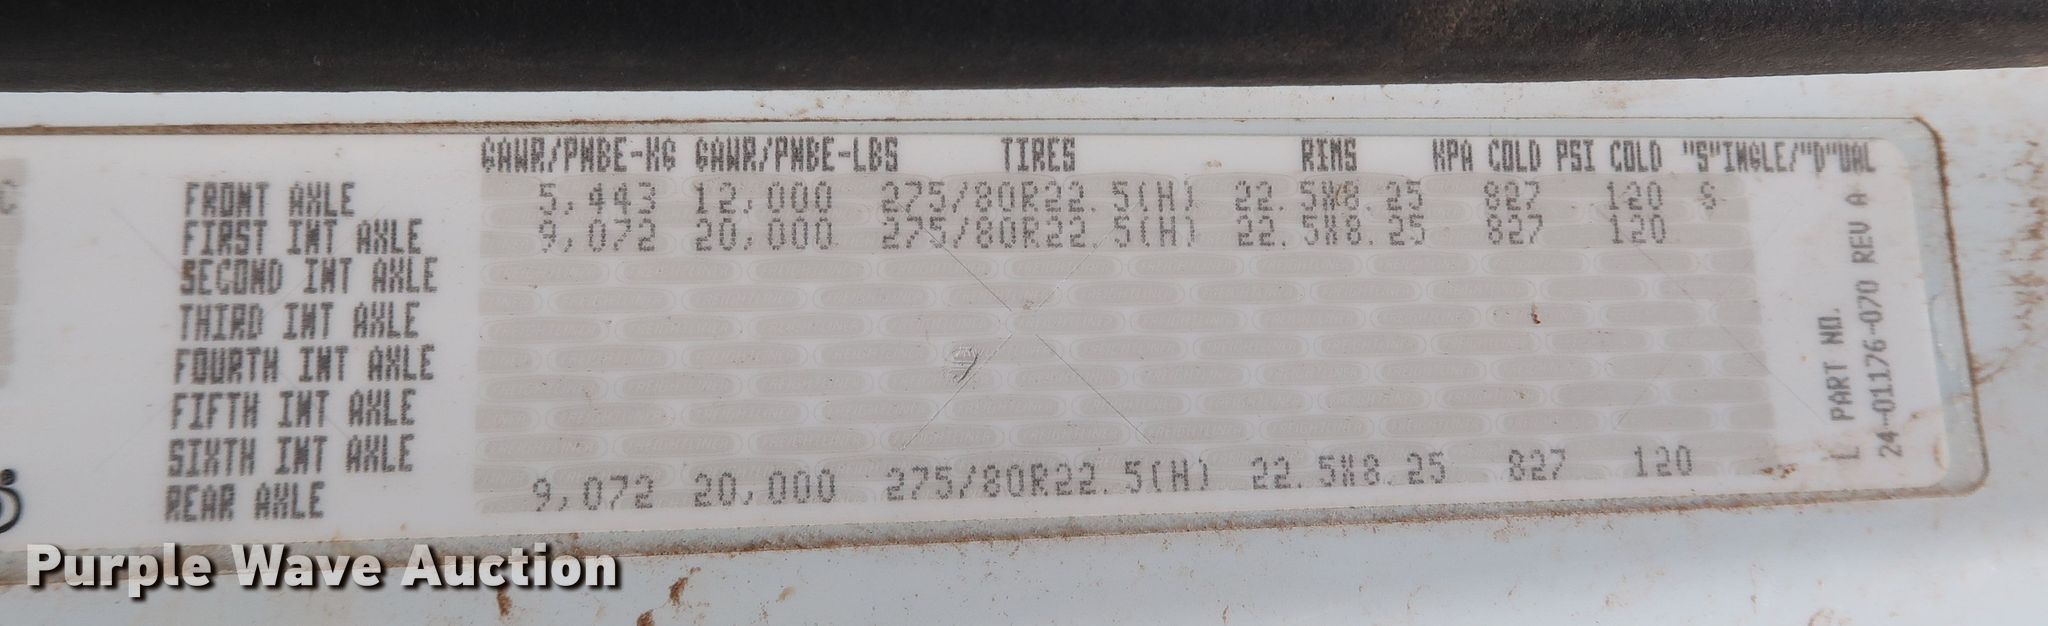 GAWR/PNBE-KG GAWR/PNBE-LBS TIRES RIMS KPA COLD PSI COLD "S"INGLE/"D"UAL
FRONT AXLE 5,443 12,000 275/80R22.5(H) 22.5X8.25 827 120 S
FIRST INT AXLE 9,072 20,000 275/80R22.5(H) 22.5X8.25 827 120
SECOND INT AXLE
THIRD INT AXLE
FOURTH INT AXLE
FIFTH INT AXLE
SIXTH INT AXLE
REAR AXLE 9,072 20,000 275/80R22.5(H) 22.5X8.25 827 120
L PART NO.
24-01176-070 REV A
Purple Wave Auction